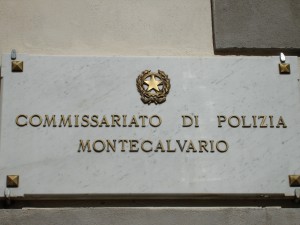 COMMISSARIATO DI POLIZIA
MONTECALVARIO